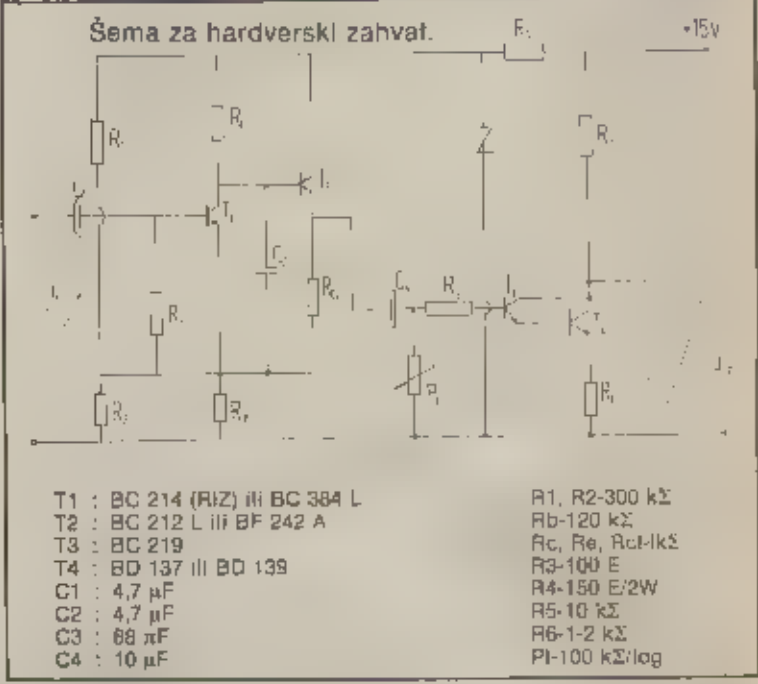 Šema za hardverski zahvat.
+15V
T1 : BC 214 (RIZ) ili BC 384 L
T2 : BC 212 L ili BF 242 A
T3 : BC 219
T4 : BD 137 ili BD 139
C1 : 4,7 µF
C2 : 4,7 µF
C3 : 68 πF
C4 : 10 µF
R1, R2-300 kΣ
Rb-120 kΣ
Rc, Re, Rcl-lkΣ
R3-100 E
R4-150 E/2W
R5-10 kΣ
R6-1-2 kΣ
Pl-100 kΣ/log